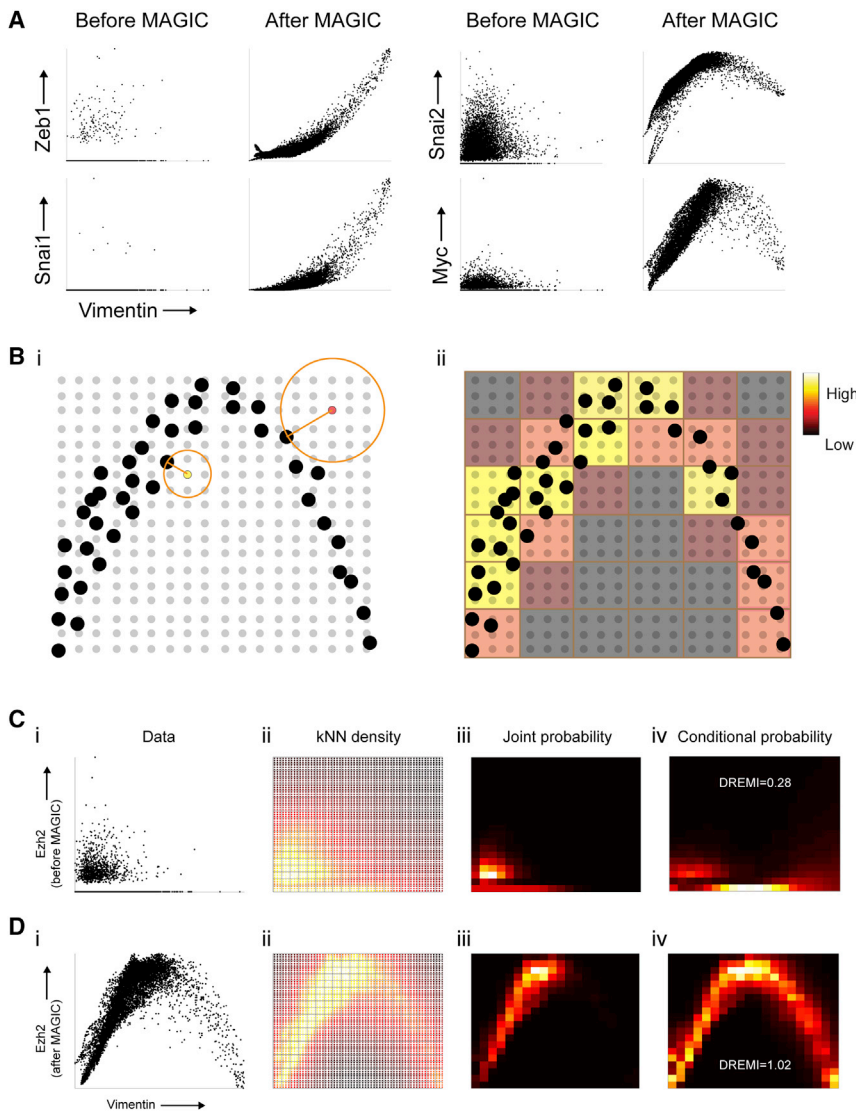 A
Before MAGIC
After MAGIC
Before MAGIC
After MAGIC
Zeb1
Snai2
Snai1
Myc
Vimentin
B
i
ii
High
Low
C
i
Data
ii
kNN density
iii
Joint probability
iv
Conditional probability
Ezh2
(before MAGIC)
DREMI=0.28
D
i
ii
iii
iv
Ezh2
(after MAGIC)
DREMI=1.02
Vimentin